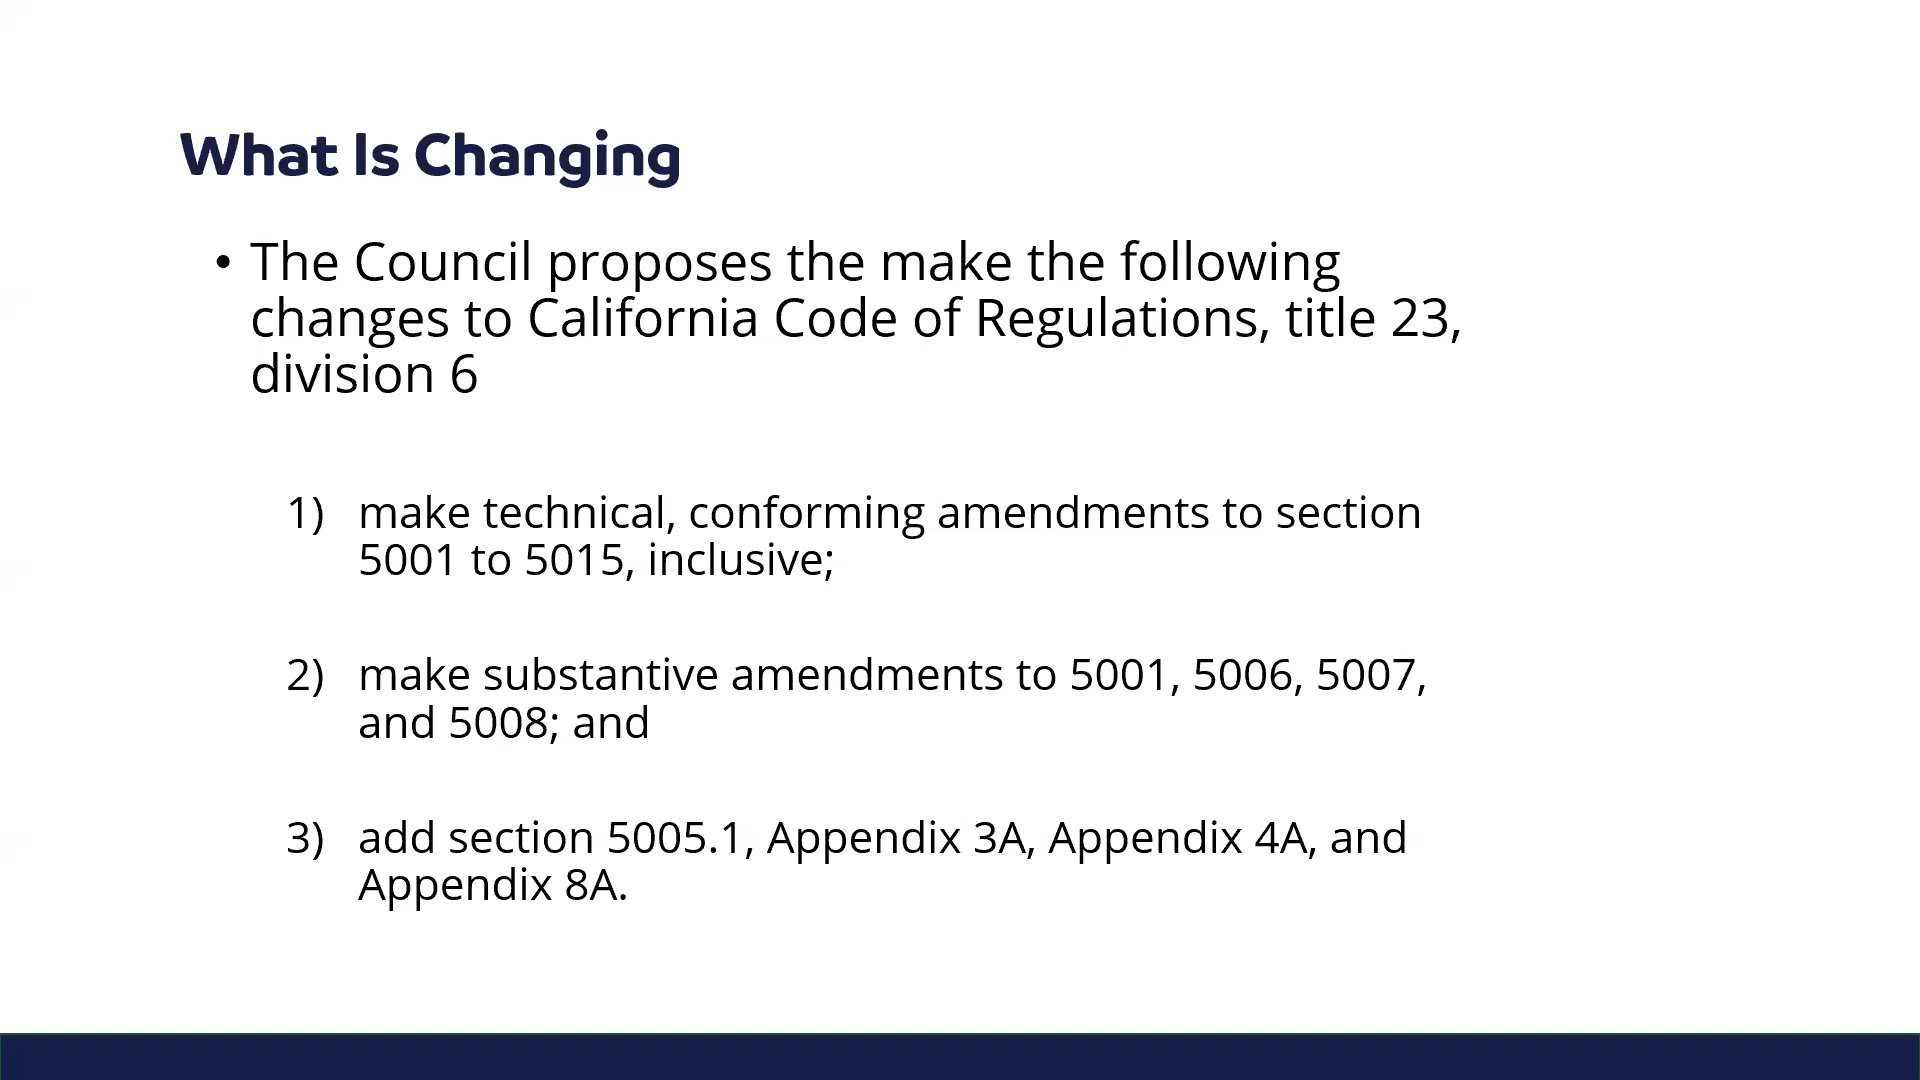 What Is Changing
• The Council proposes the make the following
changes to California Code of Regulations, title 23,
division 6
1) make technical, conforming amendments to section
5001 to 5015, inclusive;
2) make substantive amendments to 5001, 5006, 5007,
and 5008; and
3) add section 5005.1, Appendix 3A, Appendix 4A, and
Appendix 8A.